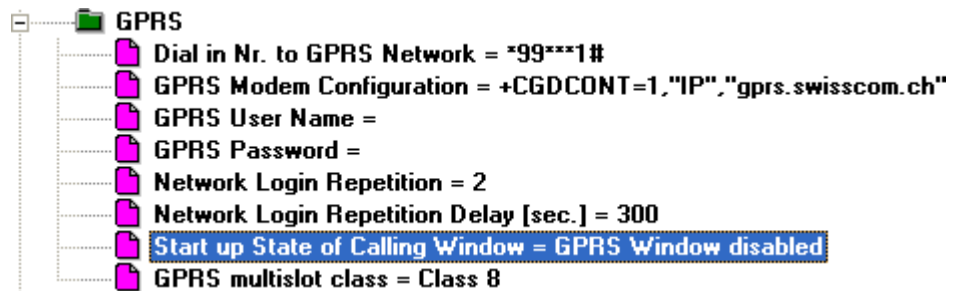 GPRS
Dial in Nr. to GPRS Network = *99***1#
GPRS Modem Configuration = +CGDCONT=1,"IP","gprs.swisscom.ch"
GPRS User Name =
GPRS Password =
Network Login Repetition = 2
Network Login Repetition Delay [sec.] = 300
Start up State of Calling Window = GPRS Window disabled
GPRS multislot class = Class 8